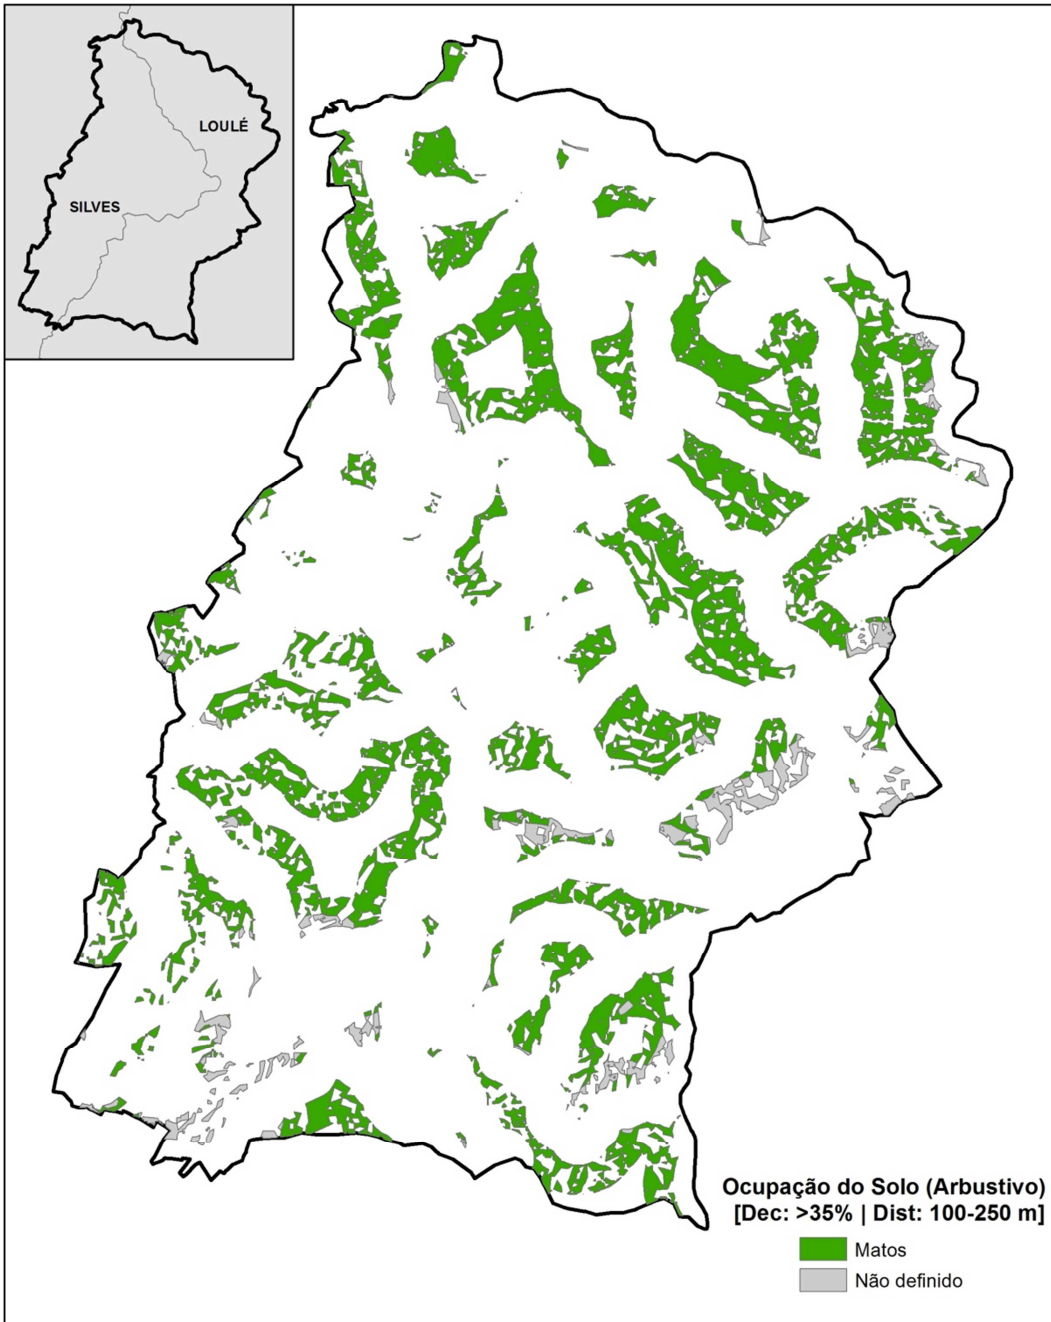 LOULÉ
SILVES
Ocupação do Solo (Arbustivo)
[Dec: >35% | Dist: 100-250 m]
Matos
Não definido